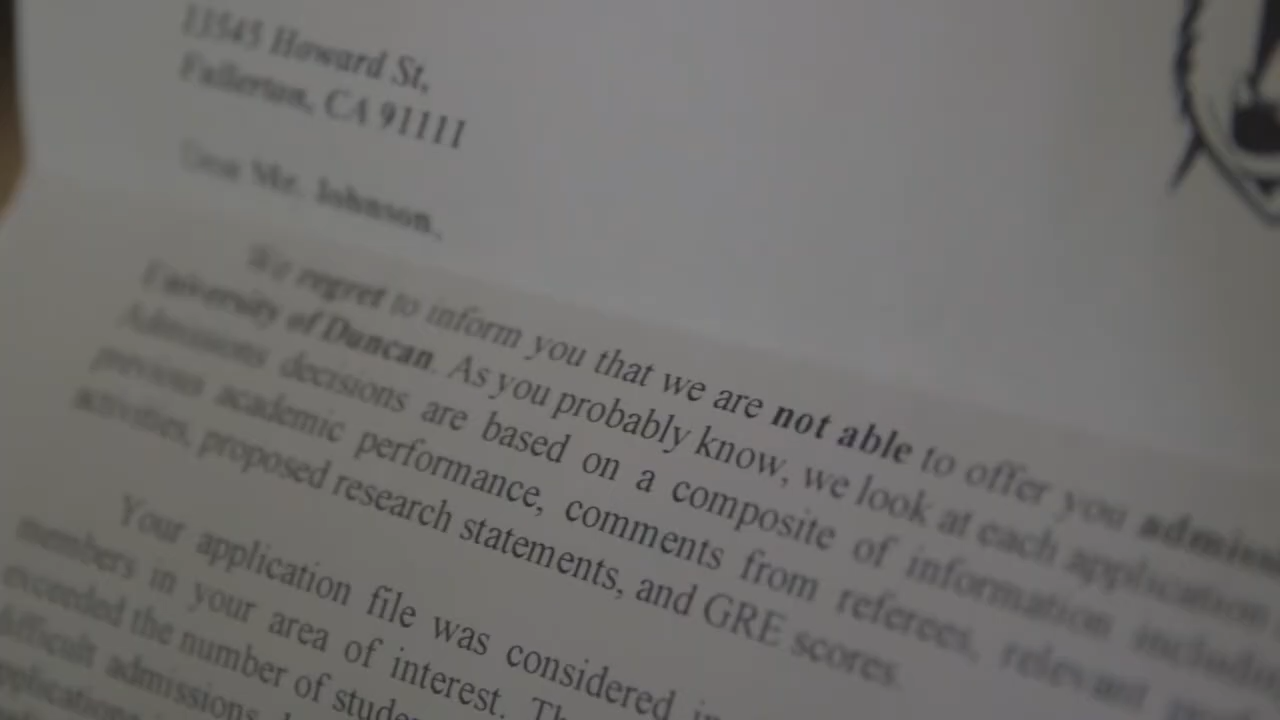 11545 Howard St,
Fullerton, CA 91111
Dear Mr. Johnson,
We regret to inform you that we are not able to offer you
University of Duncan. As you probably know, we look at each application
Admissions decisions are based on a composite of information
previous academic performance, comments from referees, relevant
activities, proposed research statements, and GRE scores.
Your application file was considered
members in your area of interest.
exceeded the number of
difficult admissions